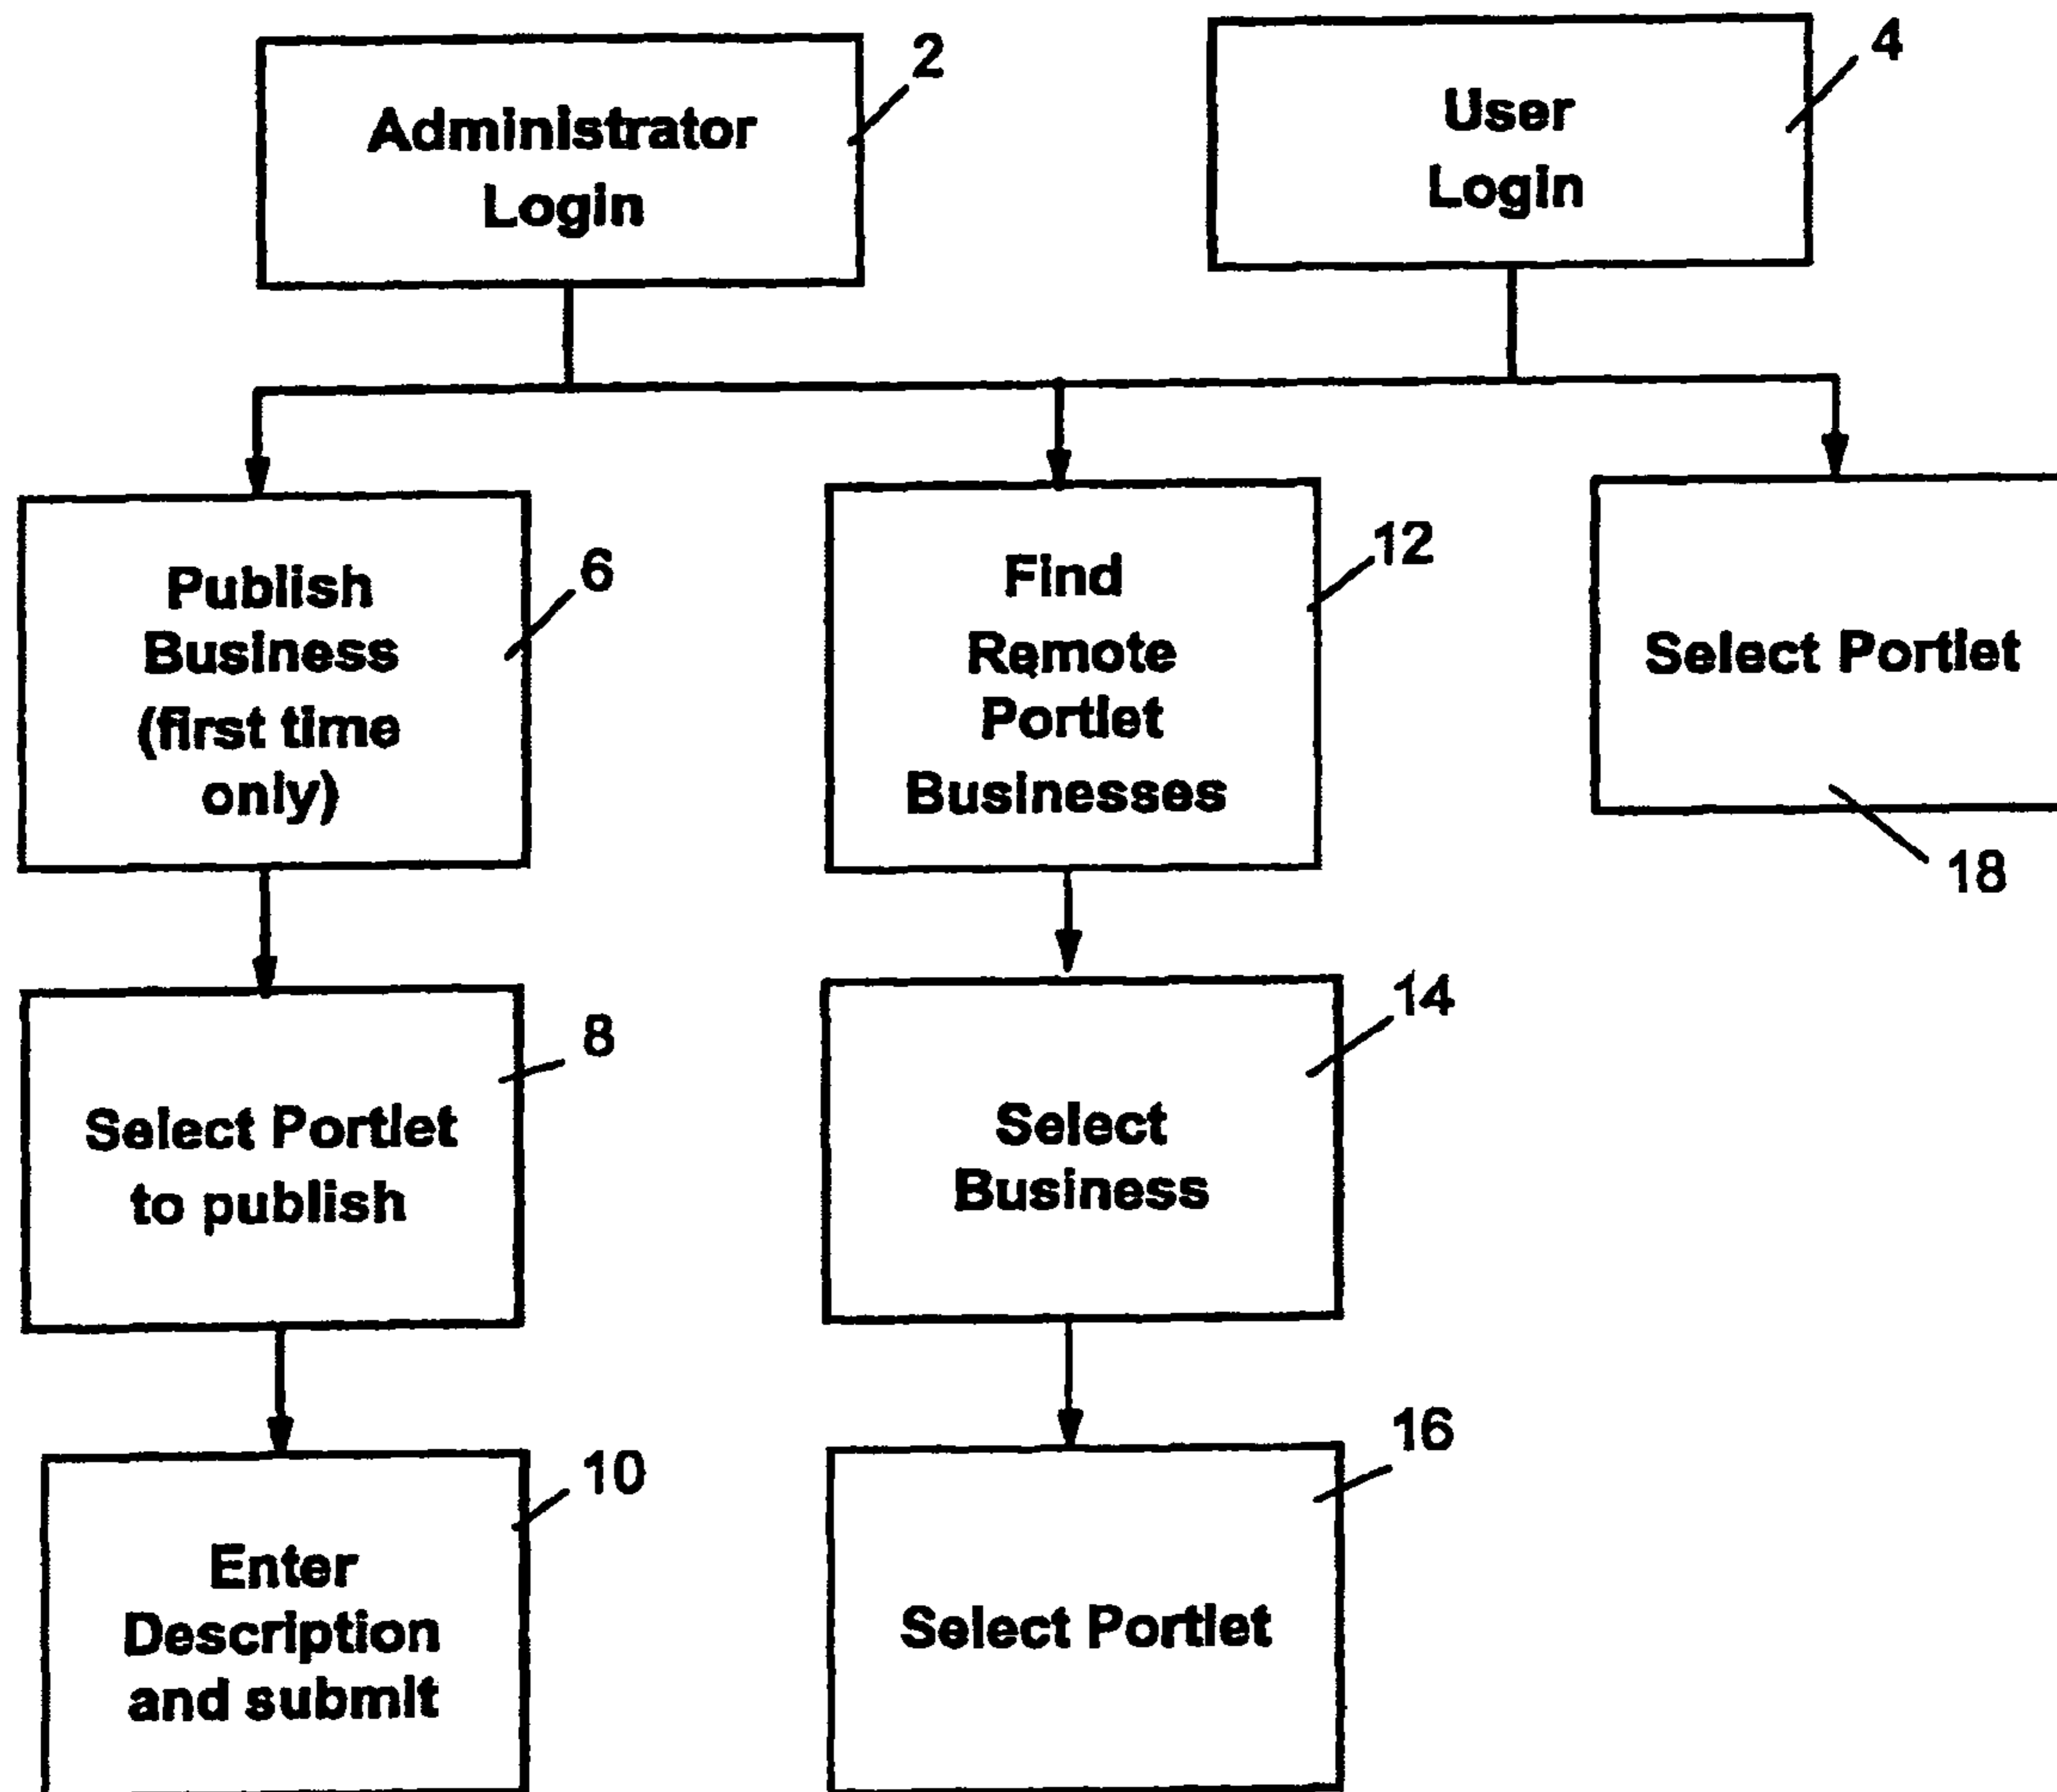 Administrator
Login
2
User
Login
4
Publish
Business
(first time
only)
6
Find
Remote
Portlet
Businesses
12
Select Portlet
18
Select Portlet
to publish
8
Select
Business
14
Enter
Description
and submit
10
Select Portlet
16